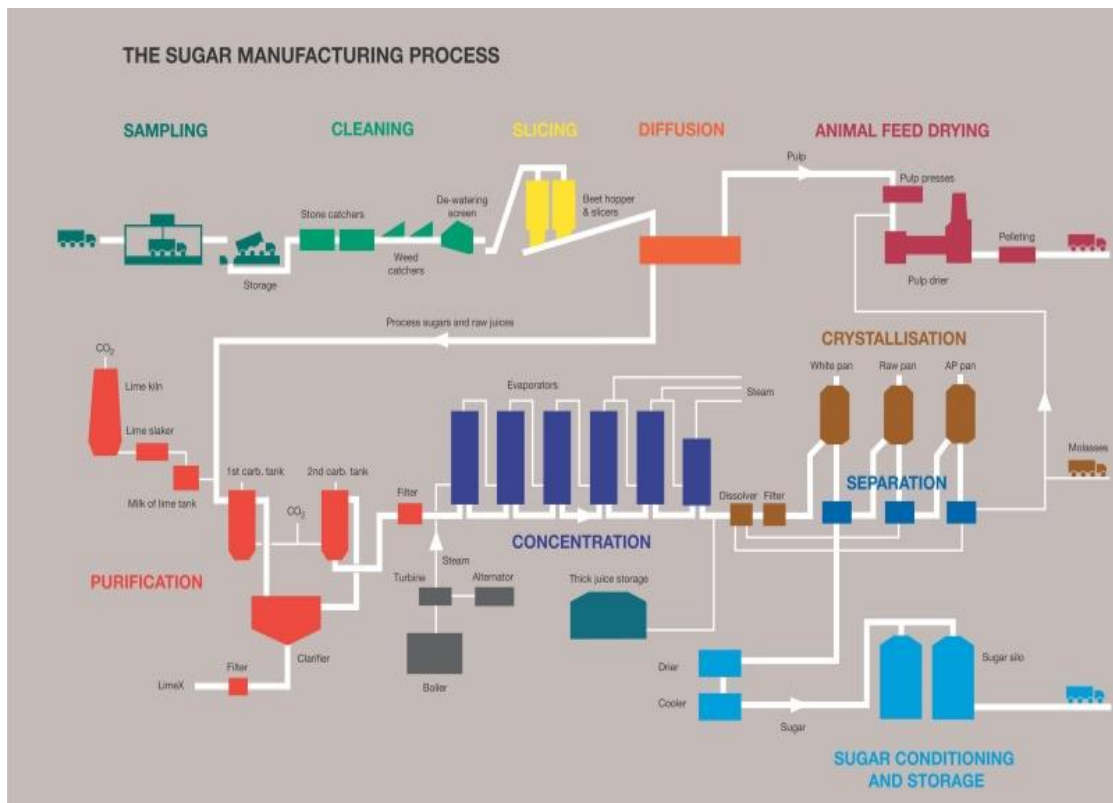 THE SUGAR MANUFACTURING PROCESS
SAMPLING
CLEANING
SLICING
DIFFUSION
ANIMAL FEED DRYING
Pulp
Pulp presses
De-watering
screen
Beet hopper
& slicers
Stone catchers
Weed
catchers
Storage
Pelleting
Pulp drier
Process sugars and raw juices
CRYSTALLISATION
CO2
Lime kiln
Evaporators
White pan
Raw pan
AP pan
Steam
Lime slaker
1st carb. tank
2nd carb. tank
Molasses
Milk of lime tank
Filter
Dissolver
Filter
SEPARATION
CO2
CONCENTRATION
Steam
PURIFICATION
Turbine
Alternator
Thick juice storage
Clarifier
Filter
LimeX
Boiler
Drier
Sugar silo
Cooler
Sugar
SUGAR CONDITIONING
AND STORAGE